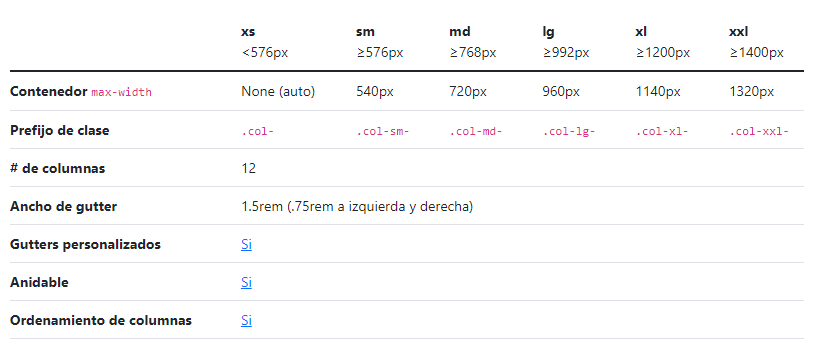 xs sm md lg xl xxl
<576px ≥576px ≥768px ≥992px ≥1200px ≥1400px
Contenedor max-width None (auto) 540px 720px 960px 1140px 1320px
Prefijo de clase .col- .col-sm- .col-md- .col-lg- .col-xl- .col-xxl-
# de columnas 12
Ancho de gutter 1.5rem (.75rem a izquierda y derecha)
Gutters personalizados Si
Anidable Si
Ordenamiento de columnas Si